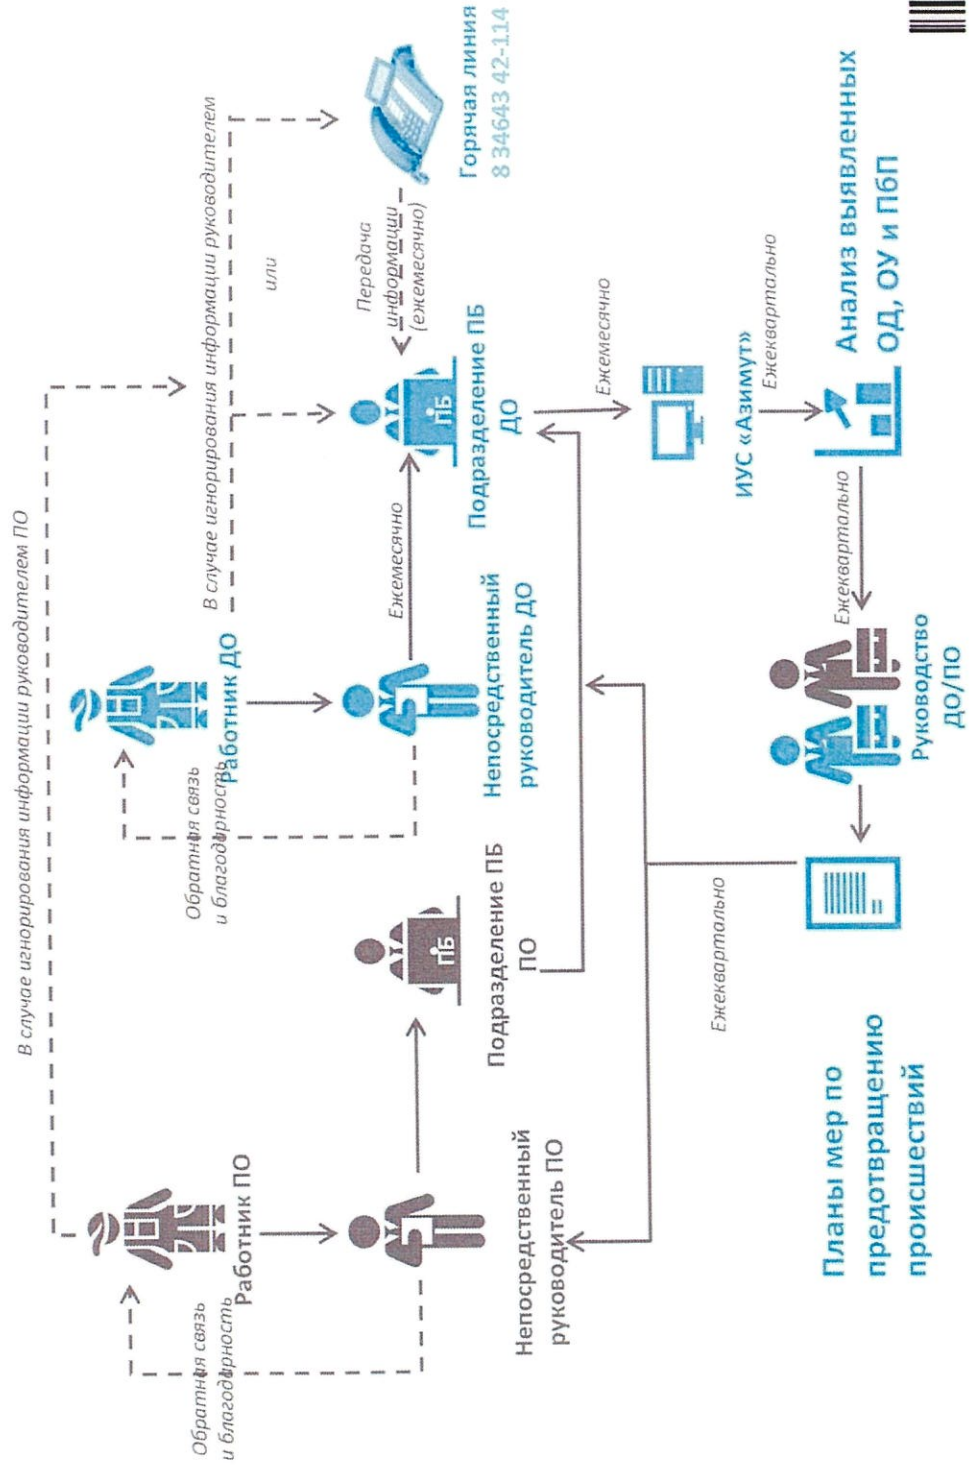 В случае игнорирования информации руководителем ПО
В случае игнорирования информации руководителем
Обратная связь
и благодарность
Работник ПО
Обратная связь
и благодарность
Работник ДО
или
Передача
информации
(ежемесячно)
Горячая линия
8 34643 42-114
Ежемесячно
ПБ
ПБ
Непосредственный
руководитель ПО
Подразделение ПБ
ПО
Непосредственный
руководитель ДО
Подразделение ПБ
ДО
Ежемесячно
ИУС «Азимут»
Ежеквартально
Ежеквартально
Планы мер по
предотвращению
происшествий
Руководство
ДО/ПО
Ежеквартально
Анализ выявленных
ОД, ОУ и ПбП